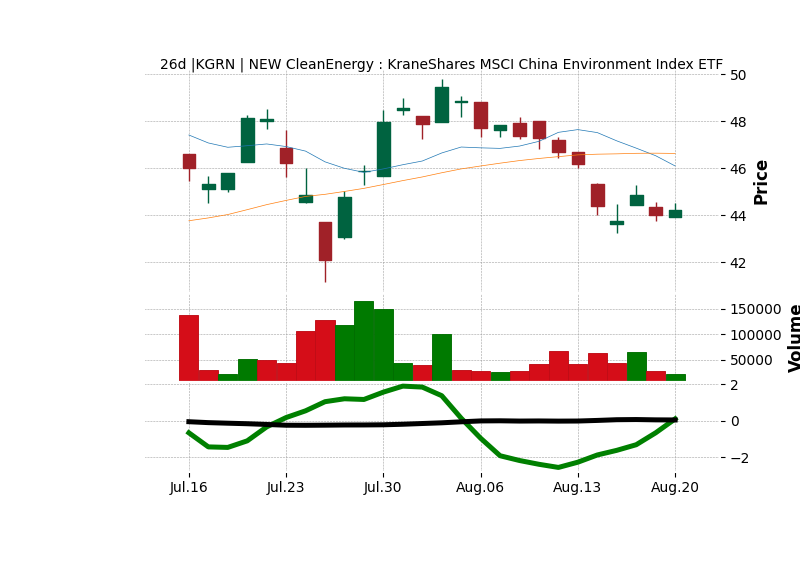 26d |KGRN | NEW CleanEnergy : KraneShares MSCI China Environment Index ETF
50
48
46
44
42
Price
150000
100000
50000
Volume
2
0
−2
Jul.16 Jul.23 Jul.30 Aug.06 Aug.13 Aug.20